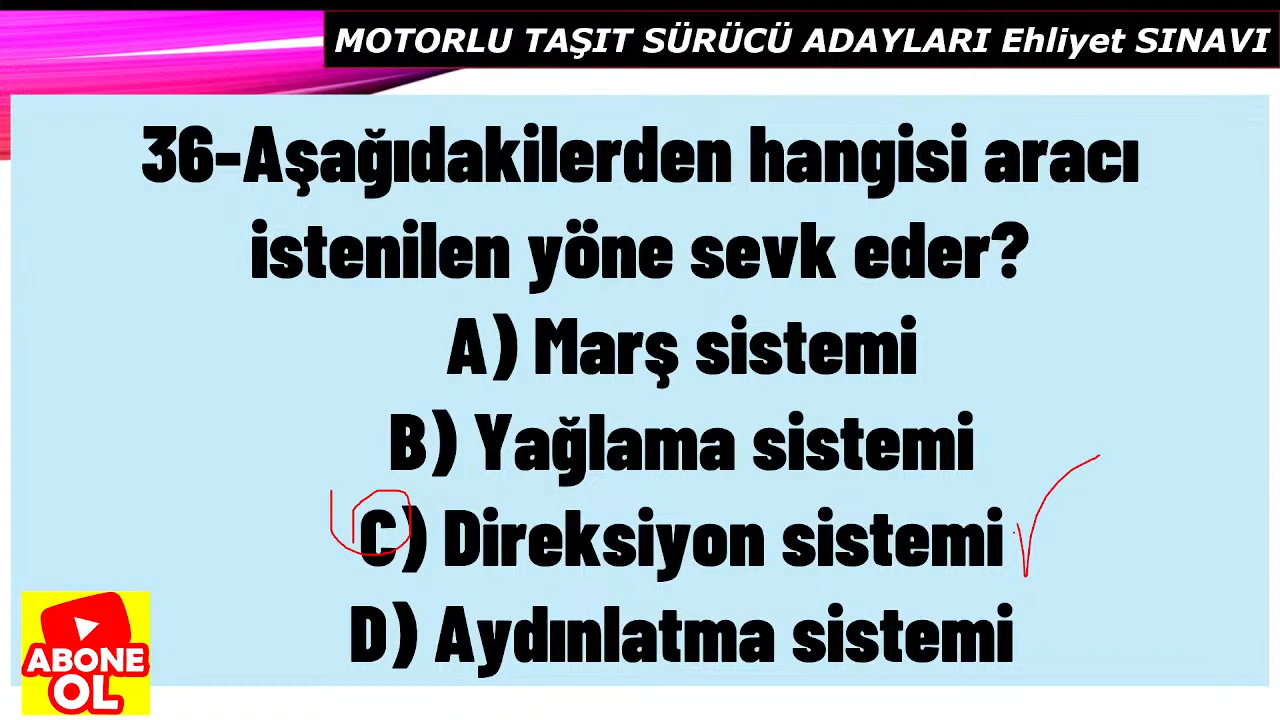 MOTORLU TAŞIT SÜRÜCÜ ADAYLARI Ehliyet SINAVI
36-Aşağıdakilerden hangisi aracı
istenilen yöne sevk eder?
A) Marş sistemi
B) Yağlama sistemi
C) Direksiyon sistemi
D) Aydınlatma sistemi
ABONE
OL